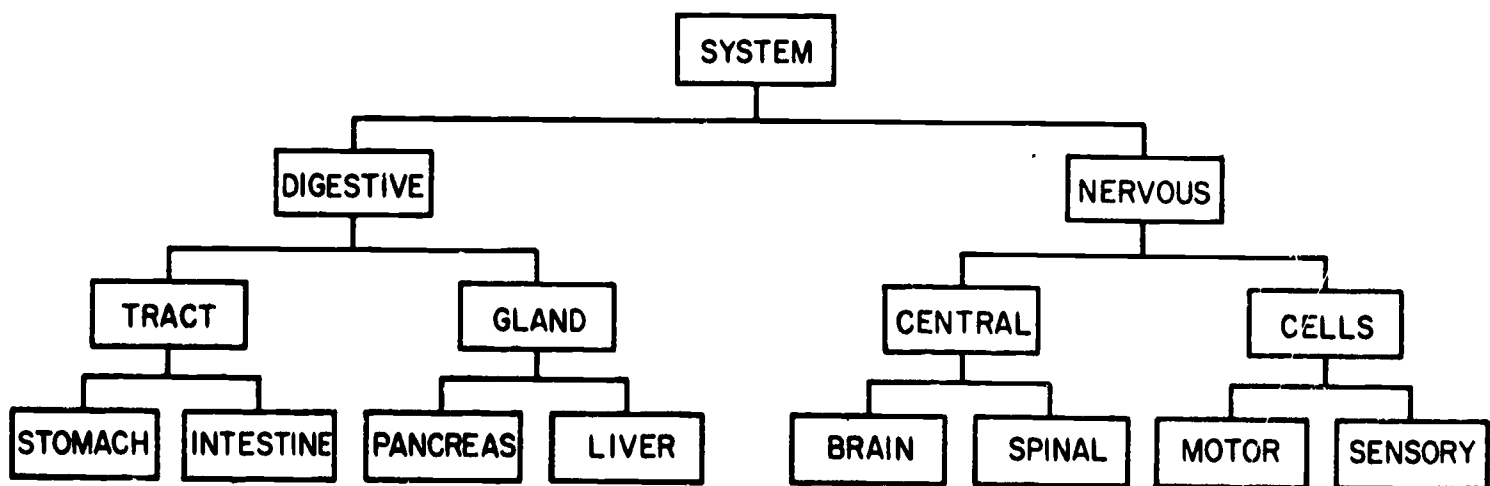 SYSTEM
DIGESTIVE
NERVOUS
TRACT
GLAND
CENTRAL
CELLS
STOMACH
INTESTINE
PANCREAS
LIVER
BRAIN
SPINAL
MOTOR
SENSORY